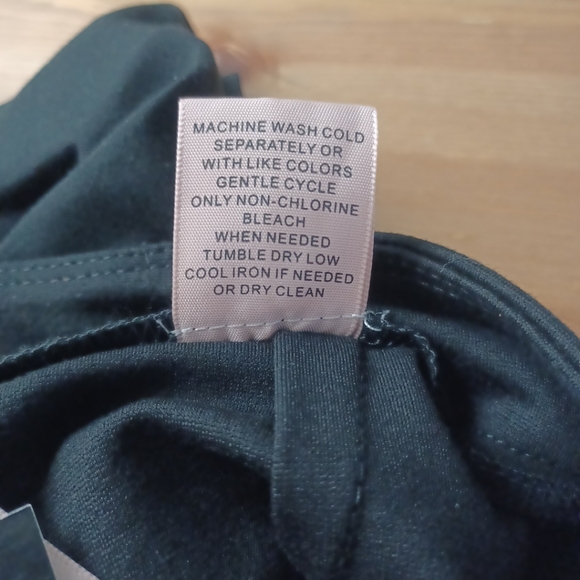 MACHINE WASH COLD
SEPARATELY OR
WITH LIKE COLORS
GENTLE CYCLE
ONLY NON-CHLORINE
BLEACH
WHEN NEEDED
TUMBLE DRY LOW
COOL IRON IF NEEDED
OR DRY CLEAN